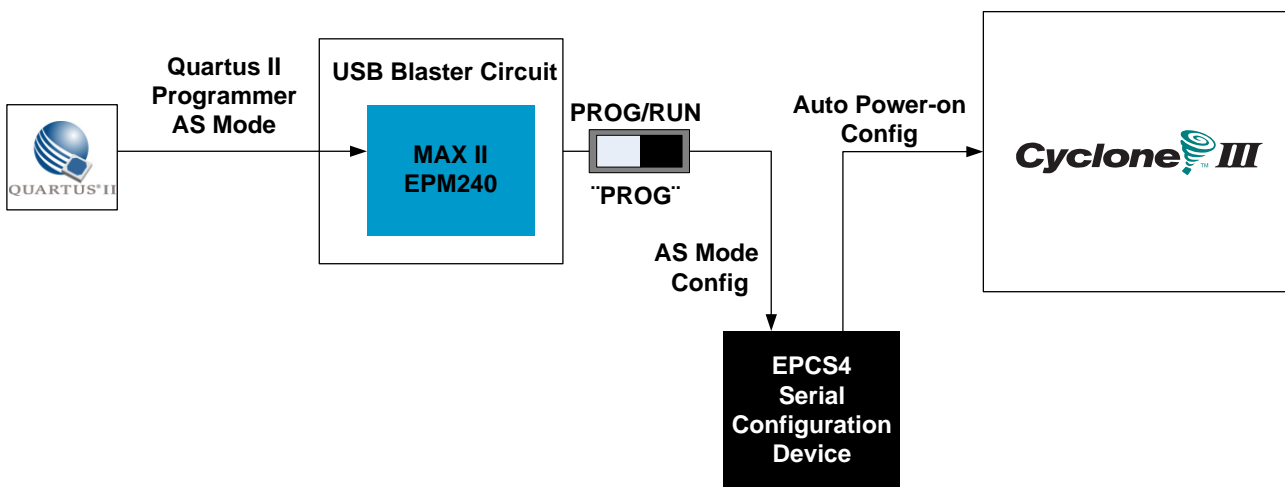 Quartus II
Programmer
AS Mode
QUARTUS®II
USB Blaster Circuit
MAX II
EPM240
PROG/RUN
¨PROG¨
AS Mode
Config
EPCS4
Serial
Configuration
Device
Auto Power-on
Config
Cyclone™ III